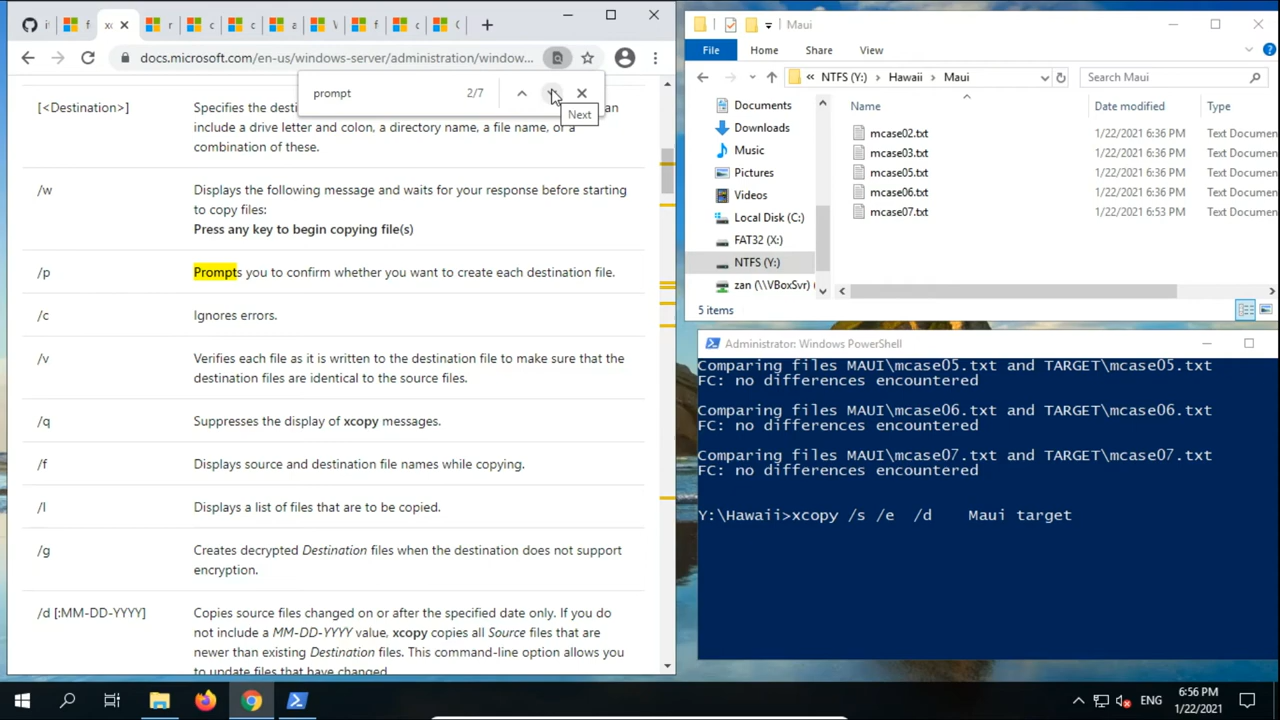 docs.microsoft.com/en-us/windows-server/administration/window...
prompt
2/7
Next
[<Destination>]
Specifies the desti
an
include a drive letter and colon, a directory name, a file name, or a
combination of these.
/w
Displays the following message and waits for your response before starting
to copy files:
Press any key to begin copying file(s)
/p
Prompts you to confirm whether you want to create each destination file.
/c
Ignores errors.
/v
Verifies each file as it is written to the destination file to make sure that the
destination files are identical to the source files.
/q
Suppresses the display of xcopy messages.
/f
Displays source and destination file names while copying.
/l
Displays a list of files that are to be copied.
/g
Creates decrypted Destination files when the destination does not support
encryption.
/d [:MM-DD-YYYY]
Copies source files changed on or after the specified date only. If you do
not include a MM-DD-YYYY value, xcopy copies all Source files that are
newer than existing Destination files. This command-line option allows you
to update files that have changed.
Maui
File
Home
Share
View
« NTFS (Y:) > Hawaii > Maui
Search Maui
Documents
Downloads
Music
Pictures
Videos
Local Disk (C:)
FAT32 (X:)
NTFS (Y:)
zan (\\VBoxSvr) (
Name Date modified Type
mcase02.txt 1/22/2021 6:36 PM Text Documen
mcase03.txt 1/22/2021 6:36 PM Text Documen
mcase05.txt 1/22/2021 6:36 PM Text Documen
mcase06.txt 1/22/2021 6:36 PM Text Documen
mcase07.txt 1/22/2021 6:53 PM Text Documen
5 items
Administrator: Windows PowerShell
Comparing files MAUI\mcase05.txt and TARGET\mcase05.txt
FC: no differences encountered
Comparing files MAUI\mcase06.txt and TARGET\mcase06.txt
FC: no differences encountered
Comparing files MAUI\mcase07.txt and TARGET\mcase07.txt
FC: no differences encountered
Y:\Hawaii>xcopy /s /e  /d    Maui target
ENG
6:56 PM
1/22/2021